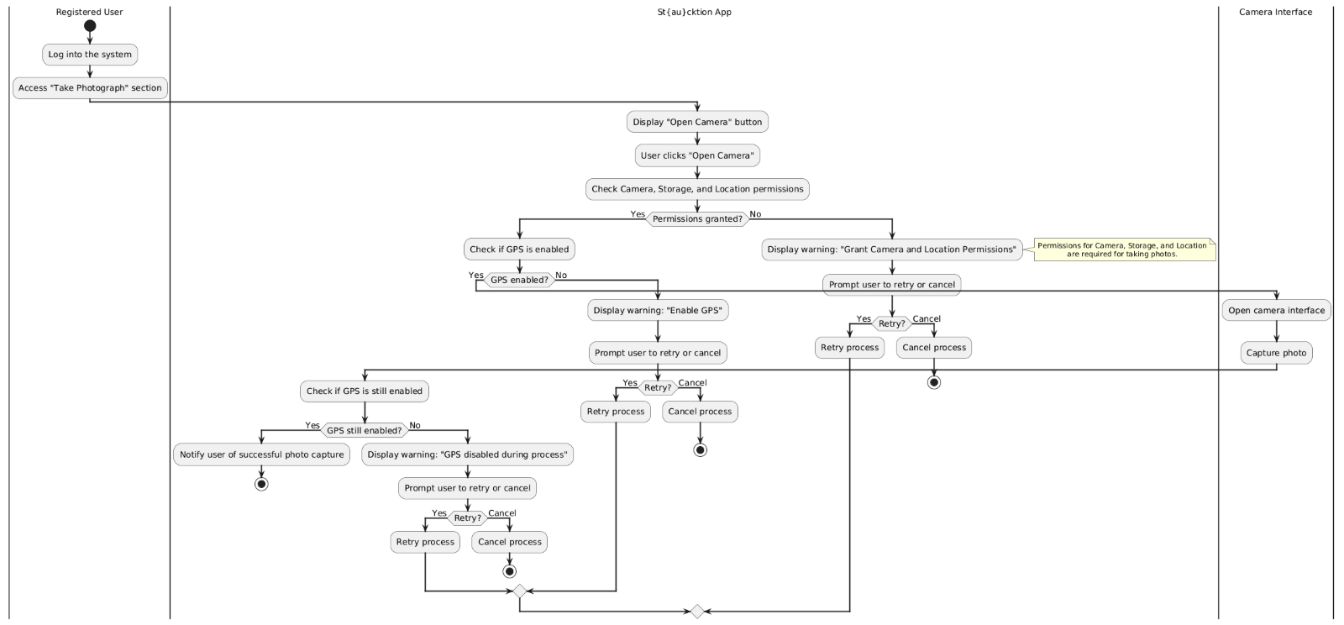 Registered User
St{au}cktion App
Camera Interface
Log into the system
Access "Take Photograph" section
Display "Open Camera" button
User clicks "Open Camera"
Check Camera, Storage, and Location permissions
Yes
Permissions granted?
No
Check if GPS is enabled
Display warning: "Grant Camera and Location Permissions"
Permissions for Camera, Storage, and Location
are required for taking photos.
Yes
GPS enabled?
No
Prompt user to retry or cancel
Display warning: "Enable GPS"
Open camera interface
Yes
Retry?
Cancel
Retry process
Cancel process
Prompt user to retry or cancel
Capture photo
Check if GPS is still enabled
Yes
Retry?
Cancel
Retry process
Cancel process
Yes
GPS still enabled?
No
Notify user of successful photo capture
Display warning: "GPS disabled during process"
Prompt user to retry or cancel
Yes
Retry?
Cancel
Retry process
Cancel process